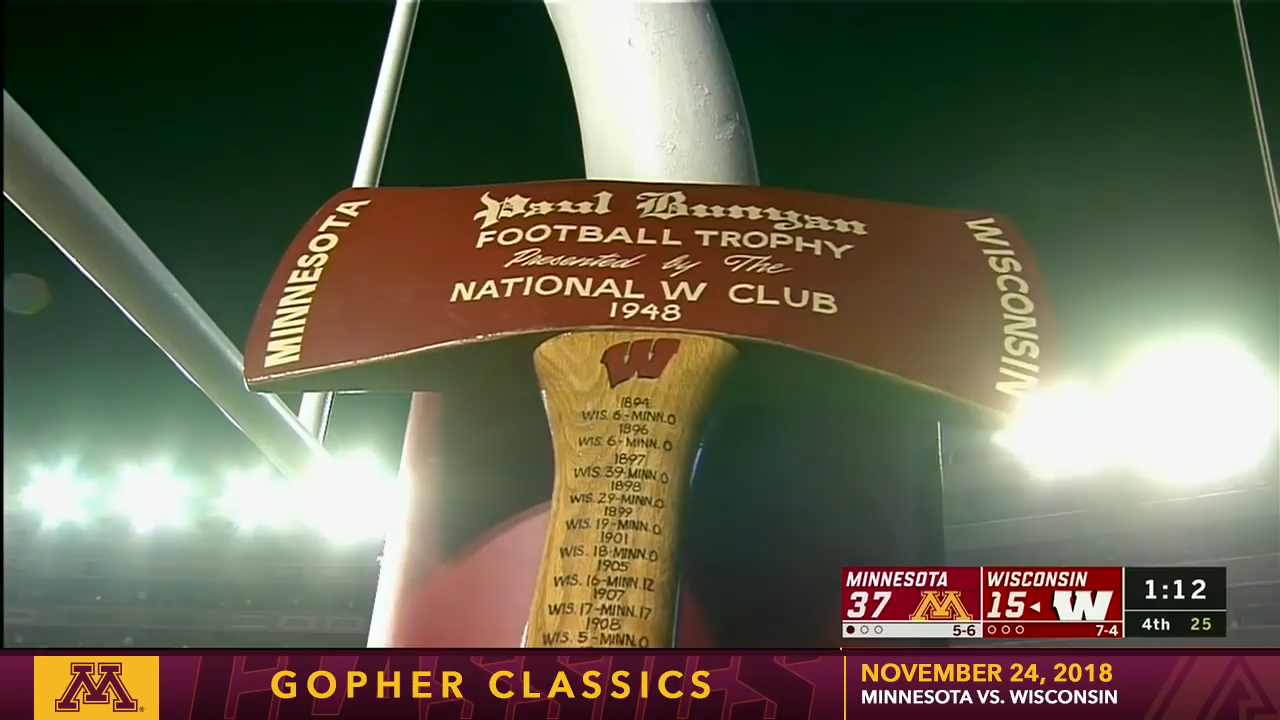 Paul Bunyan
FOOTBALL TROPHY
Presented by The
NATIONAL W CLUB
1948
MINNESOTA
WISCONSIN
W
1894
WIS. 6-MINN. 0
1896
WIS. 6-MINN. 0
1897
WIS. 39-MINN. 0
1898
WIS. 29-MINN. 0
1899
WIS. 19-MINN. 0
1901
WIS. 18-MINN. 0
1905
WIS. 16-MINN. 12
1907
WIS. 17-MINN. 17
1908
WIS. 5-MINN. 0
MINNESOTA
37 M
5-6
WISCONSIN
15 W
7-4
1:12
4th 25
M
GOPHER CLASSICS
NOVEMBER 24, 2018
MINNESOTA VS. WISCONSIN